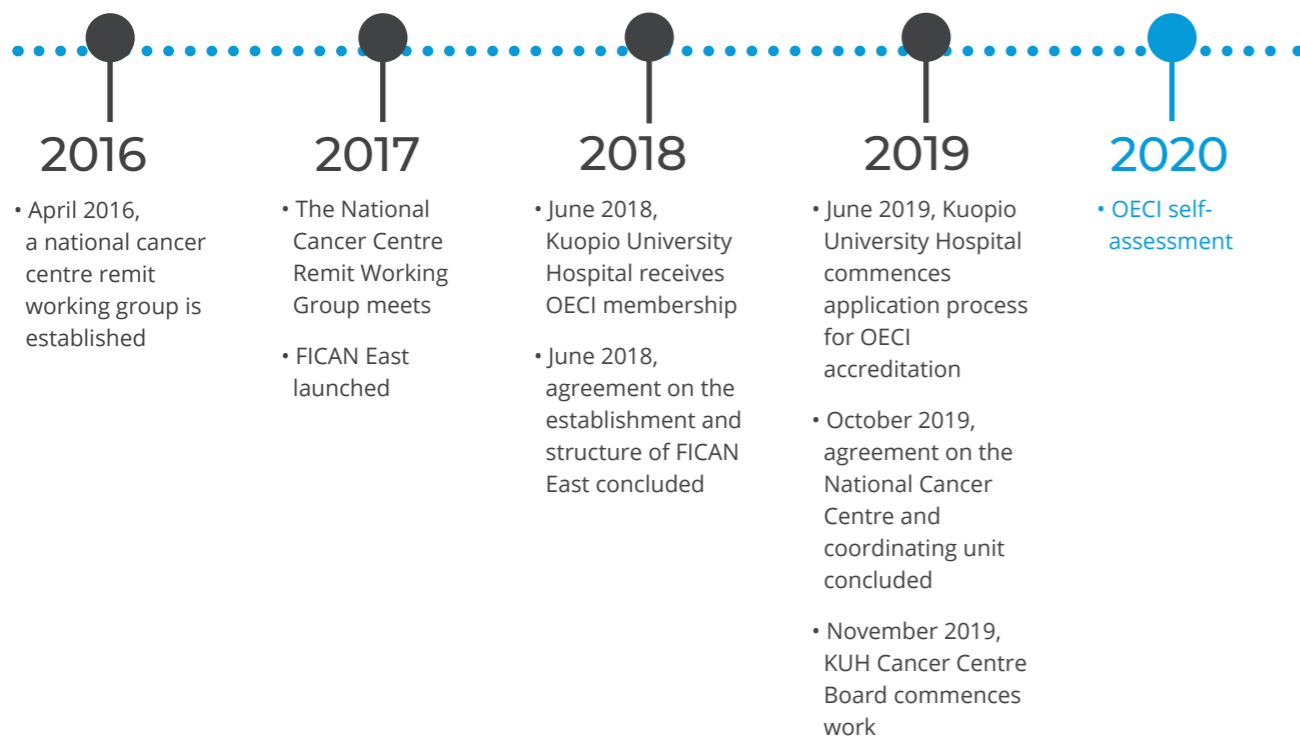 2016
• April 2016,
a national cancer
centre remit
working group is
established
2017
• The National
Cancer Centre
Remit Working
Group meets
• FICAN East
launched
2018
• June 2018,
Kuopio University
Hospital receives
OECI membership
• June 2018,
agreement on the
establishment and
structure of FICAN
East concluded
2019
• June 2019, Kuopio
University Hospital
commences
application process
for OECI
accreditation
• October 2019,
agreement on the
National Cancer
Centre and
coordinating unit
concluded
• November 2019,
KUH Cancer Centre
Board commences
work
2020
• OECI self-
assessment